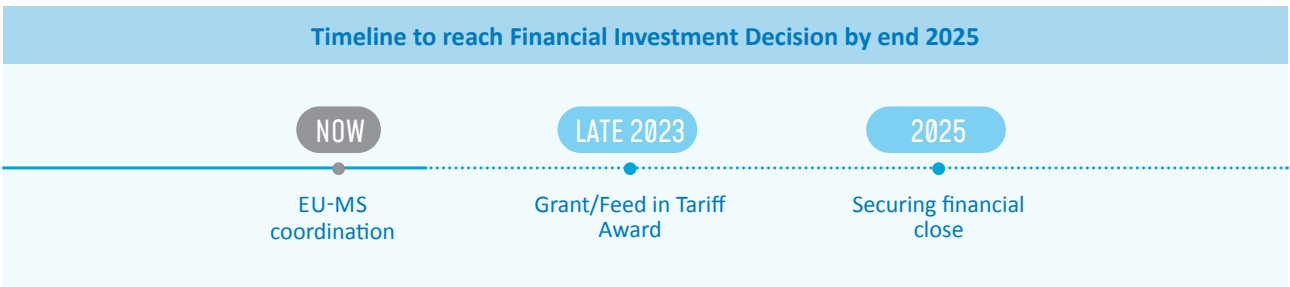 Timeline to reach Financial Investment Decision by end 2025
NOW
LATE 2023
2025
EU-MS
coordination
Grant/Feed in Tariff
Award
Securing financial
close